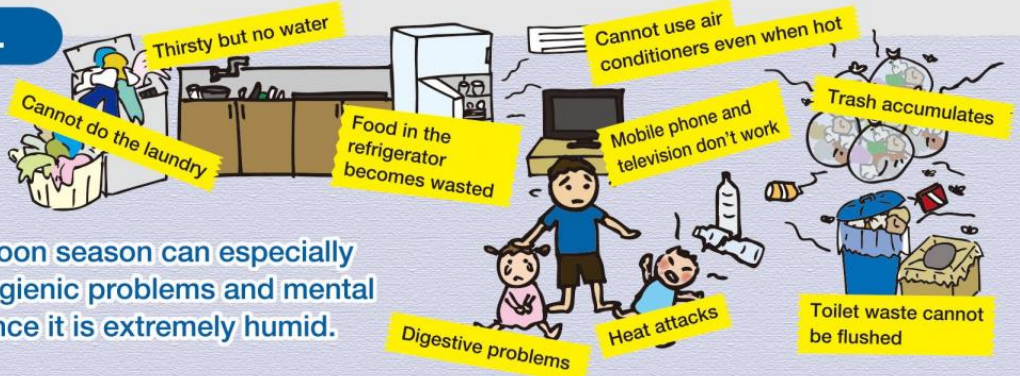 Thirsty but no water
Cannot use air
conditioners even when hot
Cannot do the laundry
Food in the
refrigerator
becomes wasted
Mobile phone and
television don't work
Trash accumulates
oon season can especially
gienic problems and mental
nce it is extremely humid.
Digestive problems
Heat attacks
Toilet waste cannot
be flushed